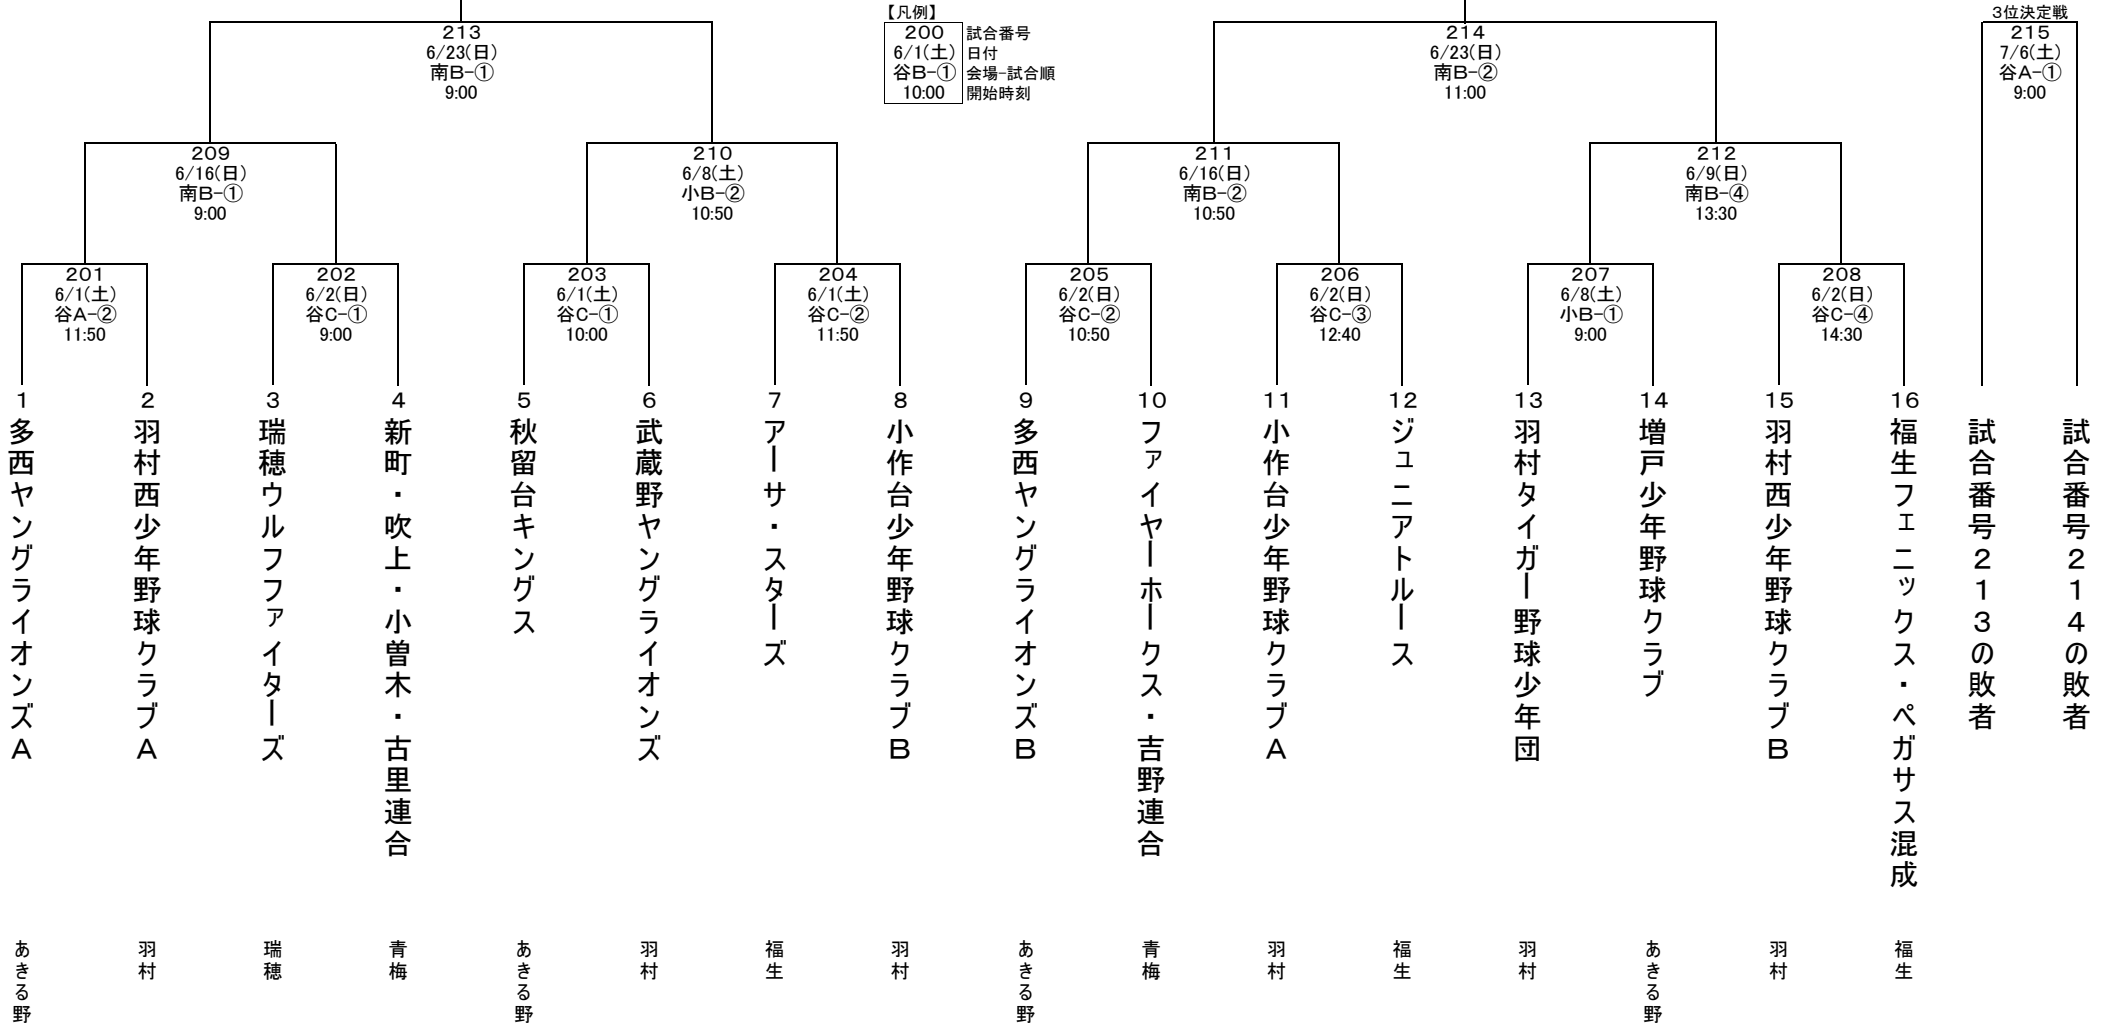 【凡例】
200 試合番号
6/1(土) 日付
谷B-① 会場-試合順
10:00 開始時刻
213
6/23(日)
南B-①
9:00
214
6/23(日)
南B-②
11:00
3位決定戦
215
7/6(土)
谷A-①
9:00
209
6/16(日)
南B-①
9:00
210
6/8(土)
小B-②
10:50
211
6/16(日)
南B-②
10:50
212
6/9(日)
南B-④
13:30
201
6/1(土)
谷A-②
11:50
202
6/2(日)
谷C-①
9:00
203
6/1(土)
谷C-①
10:00
204
6/1(土)
谷C-②
11:50
205
6/2(日)
谷C-②
10:50
206
6/2(日)
谷C-③
12:40
207
6/8(土)
小B-①
9:00
208
6/2(日)
谷C-④
14:30
1
多西ヤングライオンズA
あきる野
2
羽村西少年野球クラブA
羽村
3
瑞穂ウルフファイターズ
瑞穂
4
新町・吹上・小曽木・古里連合
青梅
5
秋留台キングス
あきる野
6
武蔵野ヤングライオンズ
羽村
7
アーサ・スターズ
福生
8
小作台少年野球クラブB
羽村
9
多西ヤングライオンズB
あきる野
10
ファイヤーホークス・吉野連合
青梅
11
小作台少年野球クラブA
羽村
12
ジュニアトルース
福生
13
羽村タイガー野球少年団
羽村
14
増戸少年野球クラブ
あきる野
15
羽村西少年野球クラブB
羽村
16
福生フェニックス・ペガサス混成
福生
試合番号213の敗者
試合番号214の敗者